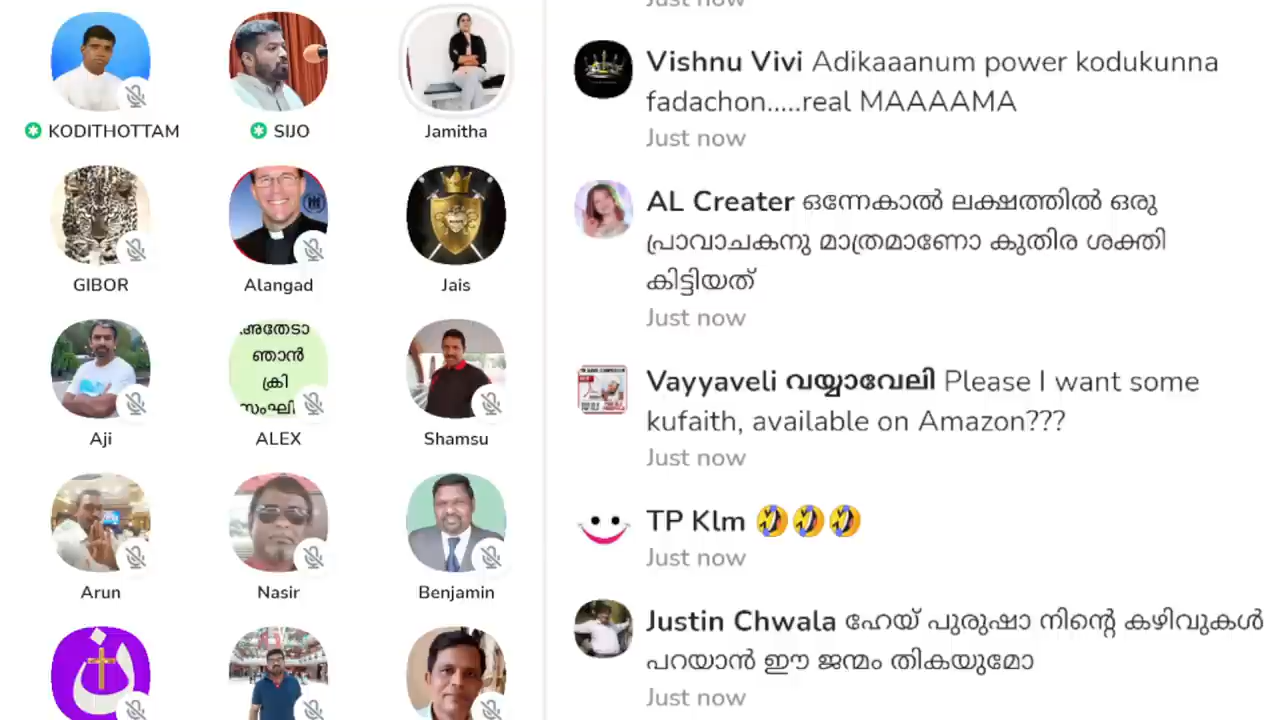 KODITHOTTAM
SIJO
Jamitha
GIBOR
Alangad
Jais
അതേടാ
ഞാൻ
ക്രി
സംഘി
Aji
ALEX
Shamsu
Arun
Nasir
Benjamin
Just now
Vishnu Vivi Adikaaanum power kodukunna
fadachon.....real MAAAAMA
Just now
AL Creater ഒന്നേകാൽ ലക്ഷത്തിൽ ഒരു
പ്രാവാചകനു മാത്രമാണോ കുതിര ശക്തി
കിട്ടിയത്
Just now
Vayyaveli വയ്യാവേലി Please I want some
kufaith, available on Amazon???
Just now
TP Klm 🤣🤣🤣
Just now
Justin Chwala ഹേയ് പുരുഷാ നിന്റെ കഴിവുകൾ
പറയാൻ ഈ ജന്മം തികയുമോ
Just now